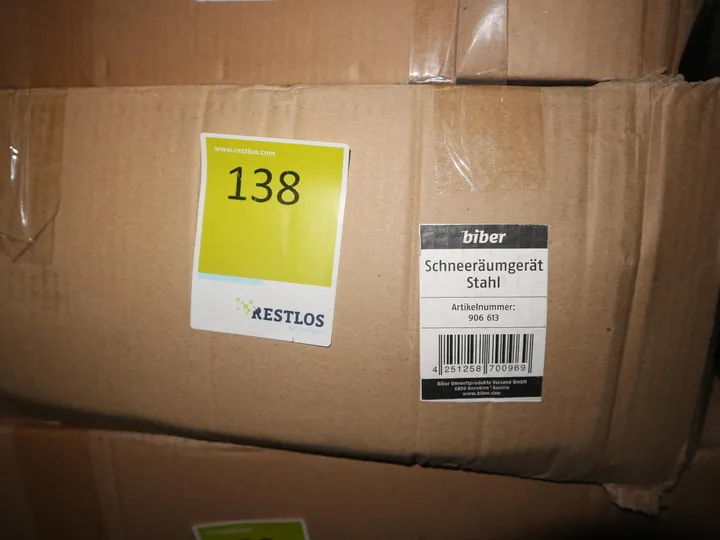 www.restlos.com
138
RESTLOS
biber
Schneeräumgerät
Stahl
Artikelnummer:
906 613
4 251258 700969
Biber Umweltprodukte Versand GmbH
6850 Dornbirn · Austria
www.biber.com